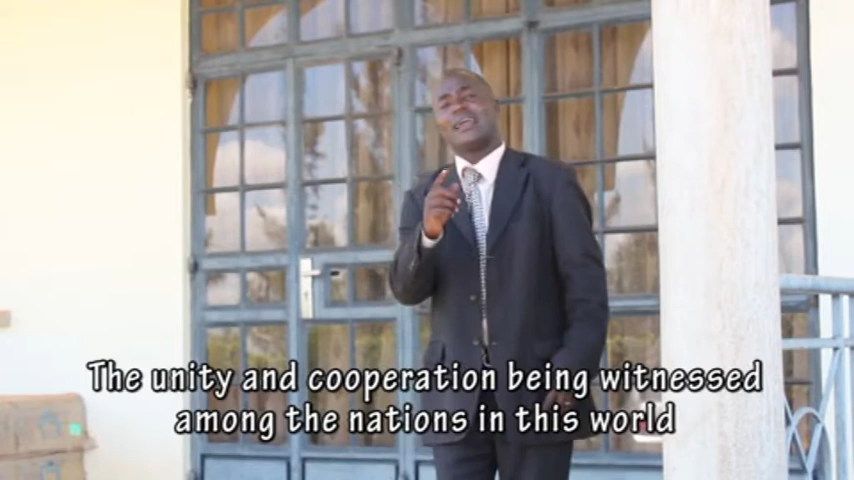 The unity and cooperation being witnessed
among the nations in this world